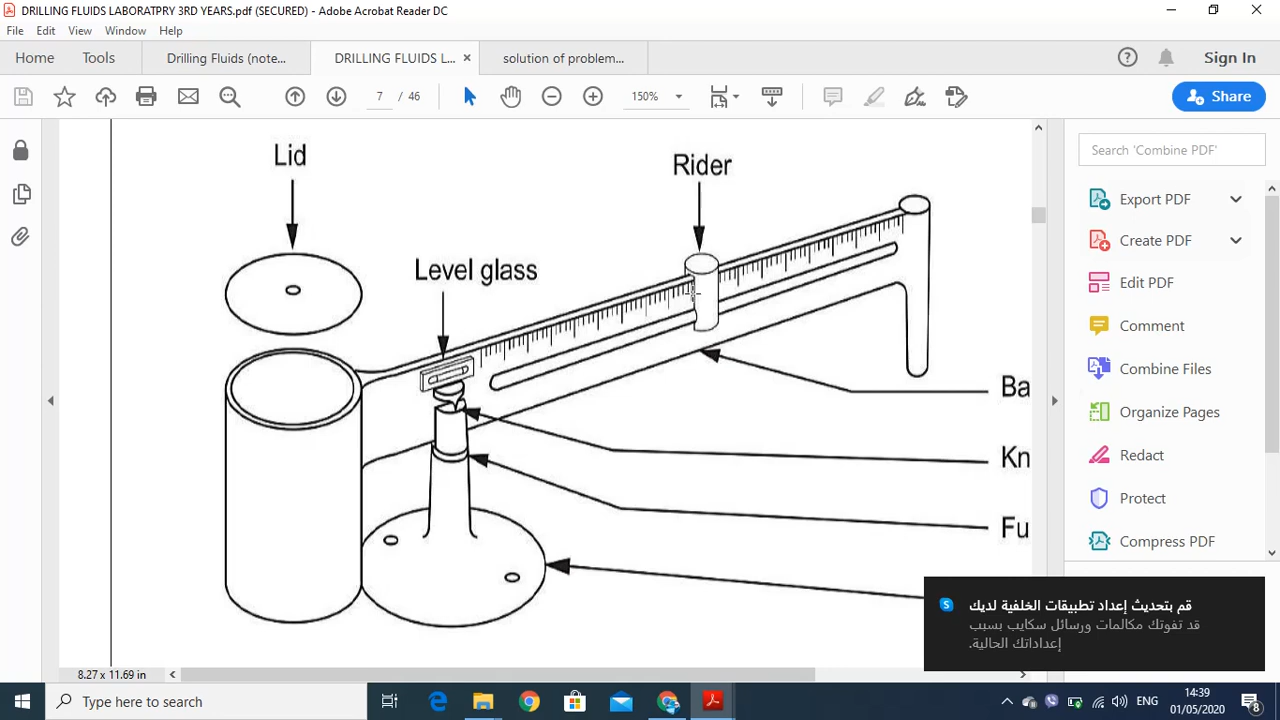 DRILLING FLUIDS LABORATPRY 3RD YEARS.pdf (SECURED) - Adobe Acrobat Reader DC
File Edit View Window Help
Home Tools Drilling Fluids (note... DRILLING FLUIDS L... × solution of problem... Sign In
7 / 46 150% Share
Lid
Rider
Level glass
Ba
Kn
Fu
Search 'Combine PDF'
Export PDF
Create PDF
Edit PDF
Comment
Combine Files
Organize Pages
Redact
Protect
Compress PDF
قم بتحديث إعداد تطبيقات الخلفية لديك
قد تفوتك مكالمات ورسائل سكايب بسبب
إعداداتك الحالية.
8.27 x 11.69 in
Type here to search
ENG
14:39
01/05/2020
8